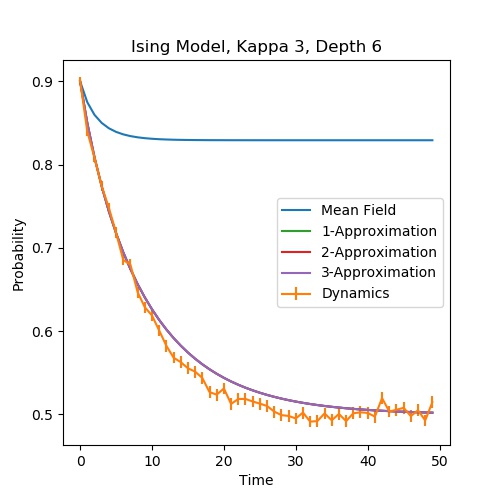 Ising Model, Kappa 3, Depth 6
0.9
0.8
0.7
0.6
0.5
Probability
Mean Field
1-Approximation
2-Approximation
3-Approximation
Dynamics
0 10 20 30 40 50
Time